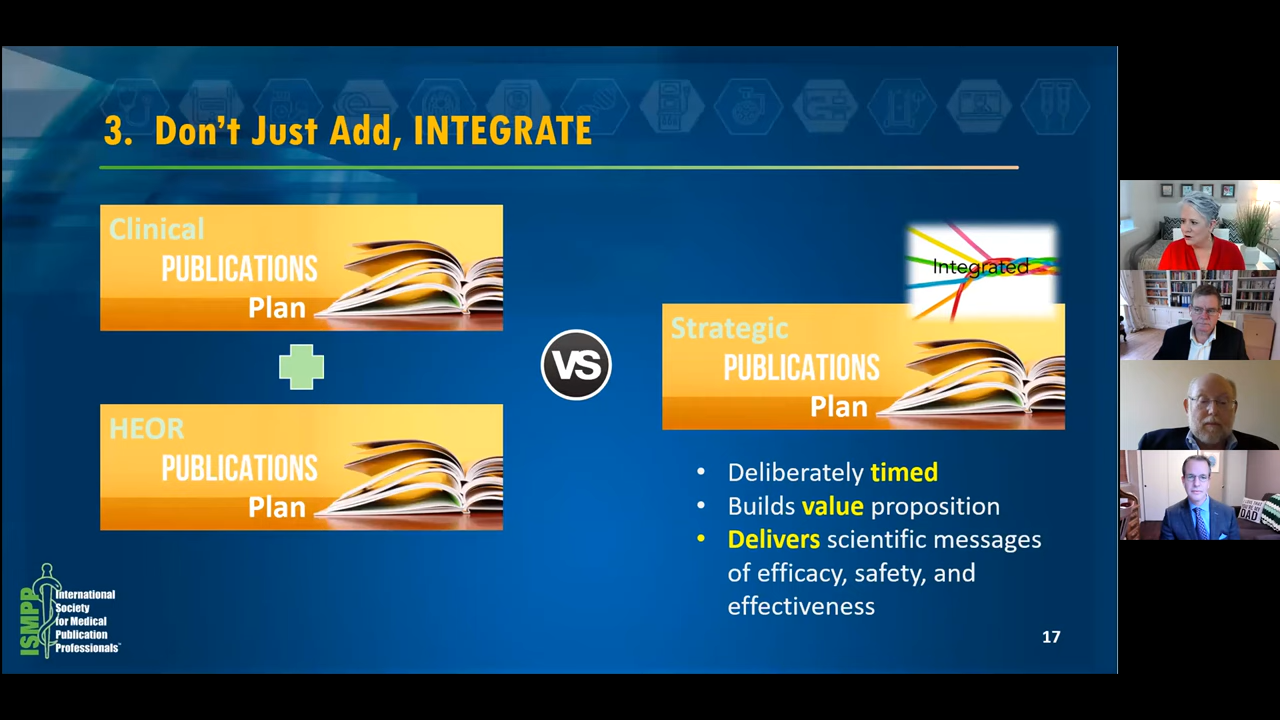 3. Don't Just Add, INTEGRATE
Clinical
PUBLICATIONS
Plan
HEOR
PUBLICATIONS
Plan
VS
Integrated
Strategic
PUBLICATIONS
Plan
• Deliberately timed
• Builds value proposition
• Delivers scientific messages
of efficacy, safety, and
effectiveness
17
ISMPP
International
Society
for Medical
Publication
Professionals™